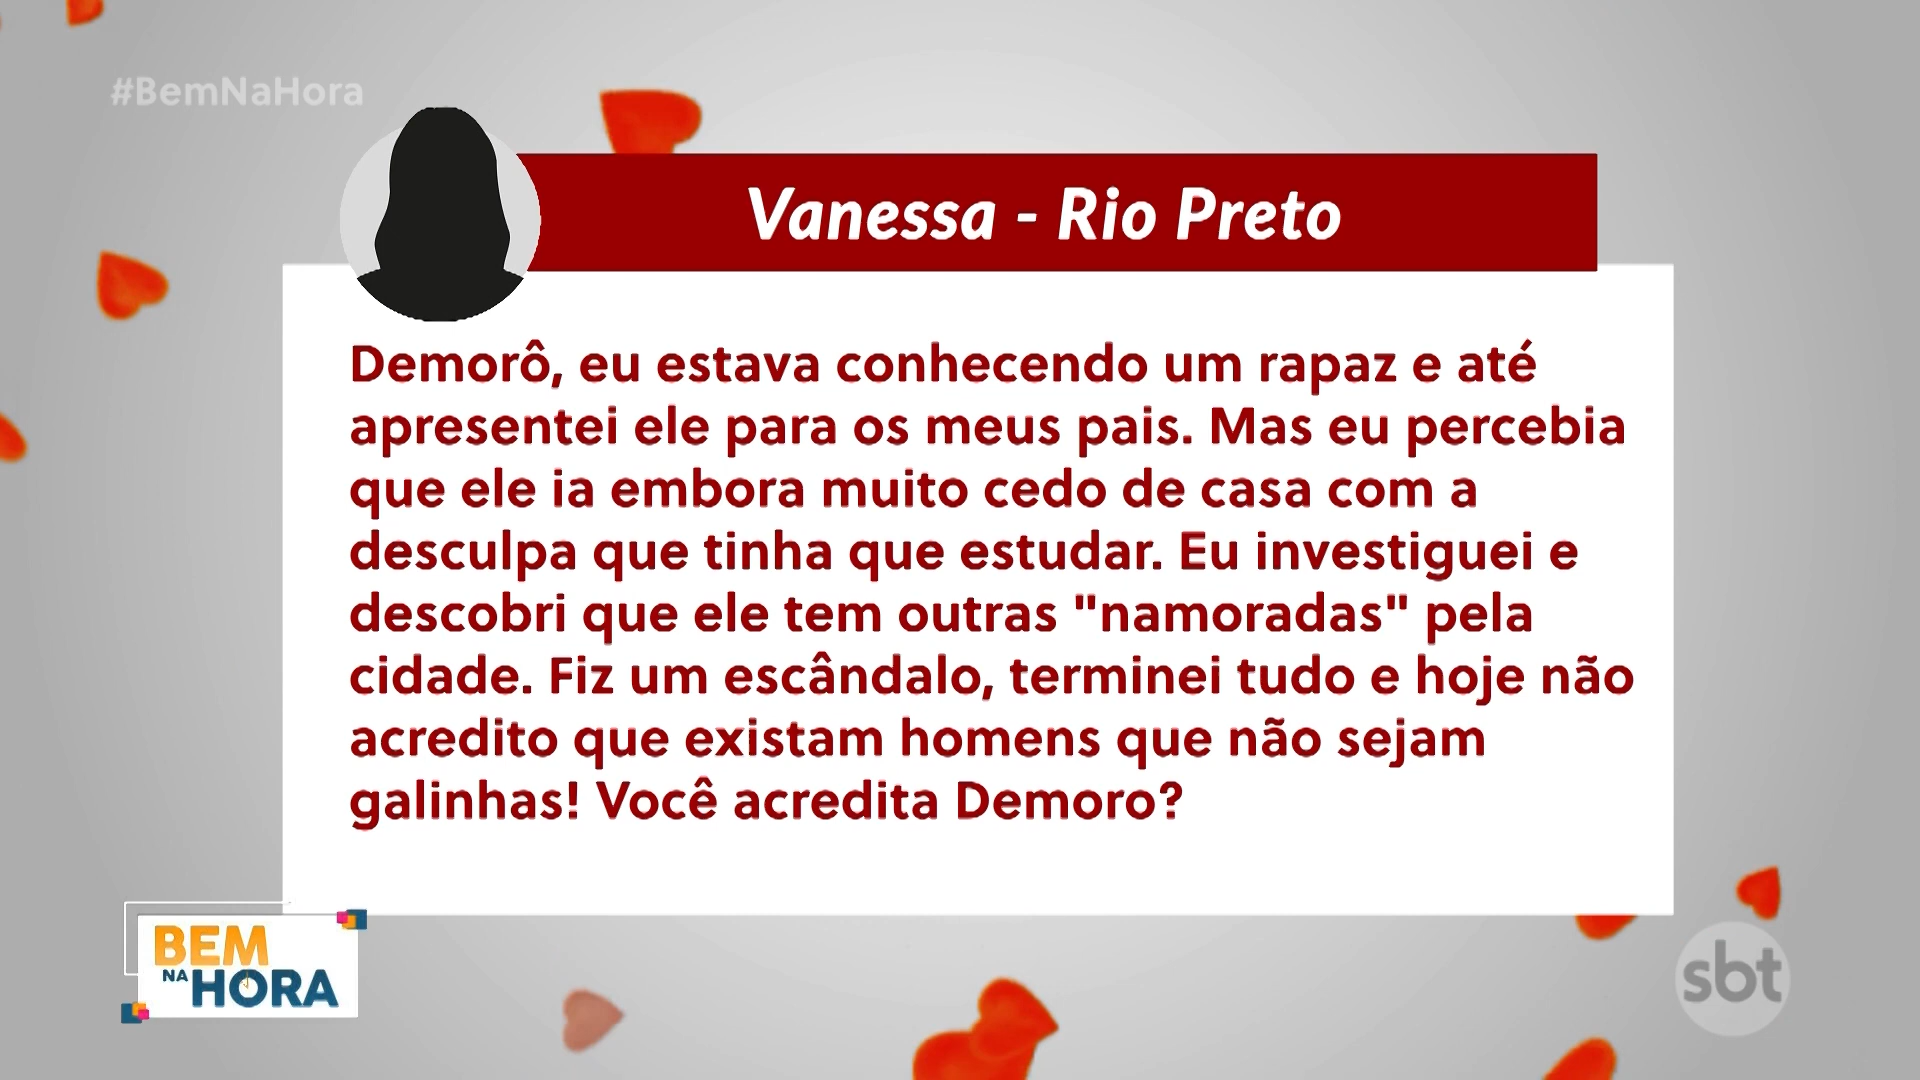 #BemNaHora
Vanessa - Rio Preto
Demorô, eu estava conhecendo um rapaz e até
apresentei ele para os meus pais. Mas eu percebia
que ele ia embora muito cedo de casa com a
desculpa que tinha que estudar. Eu investiguei e
descobri que ele tem outras "namoradas" pela
cidade. Fiz um escândalo, terminei tudo e hoje não
acredito que existam homens que não sejam
galinhas! Você acredita Demoro?
BEM
NA HORA
sbt